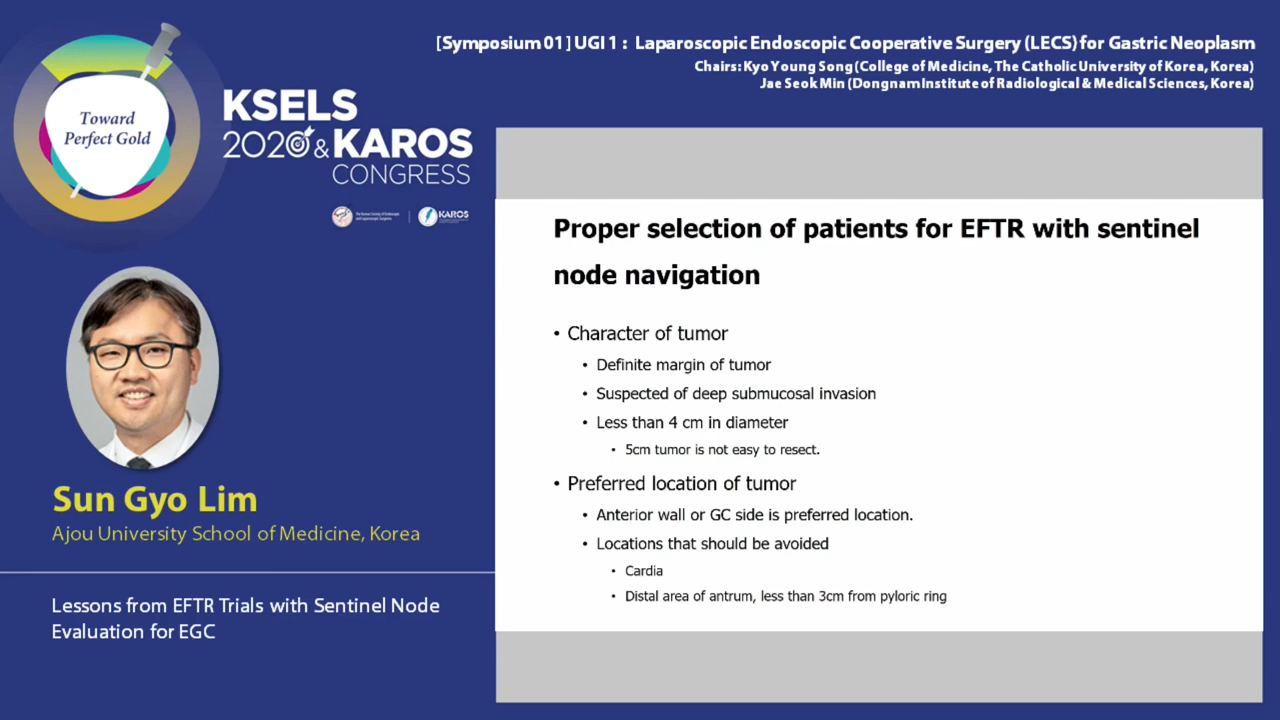 [Symposium 01] UGI 1 : Laparoscopic Endoscopic Cooperative Surgery (LECS) for Gastric Neoplasm
Chairs: Kyo Young Song (College of Medicine, The Catholic University of Korea, Korea)
Jae Seok Min (Dongnam Institute of Radiological & Medical Sciences, Korea)
Toward
Perfect Gold
KSELS
2020 & KAROS
CONGRESS
KAROS
Proper selection of patients for EFTR with sentinel
node navigation
• Character of tumor
• Definite margin of tumor
• Suspected of deep submucosal invasion
• Less than 4 cm in diameter
• 5cm tumor is not easy to resect.
• Preferred location of tumor
• Anterior wall or GC side is preferred location.
• Locations that should be avoided
• Cardia
• Distal area of antrum, less than 3cm from pyloric ring
Sun Gyo Lim
Ajou University School of Medicine, Korea
Lessons from EFTR Trials with Sentinel Node
Evaluation for EGC